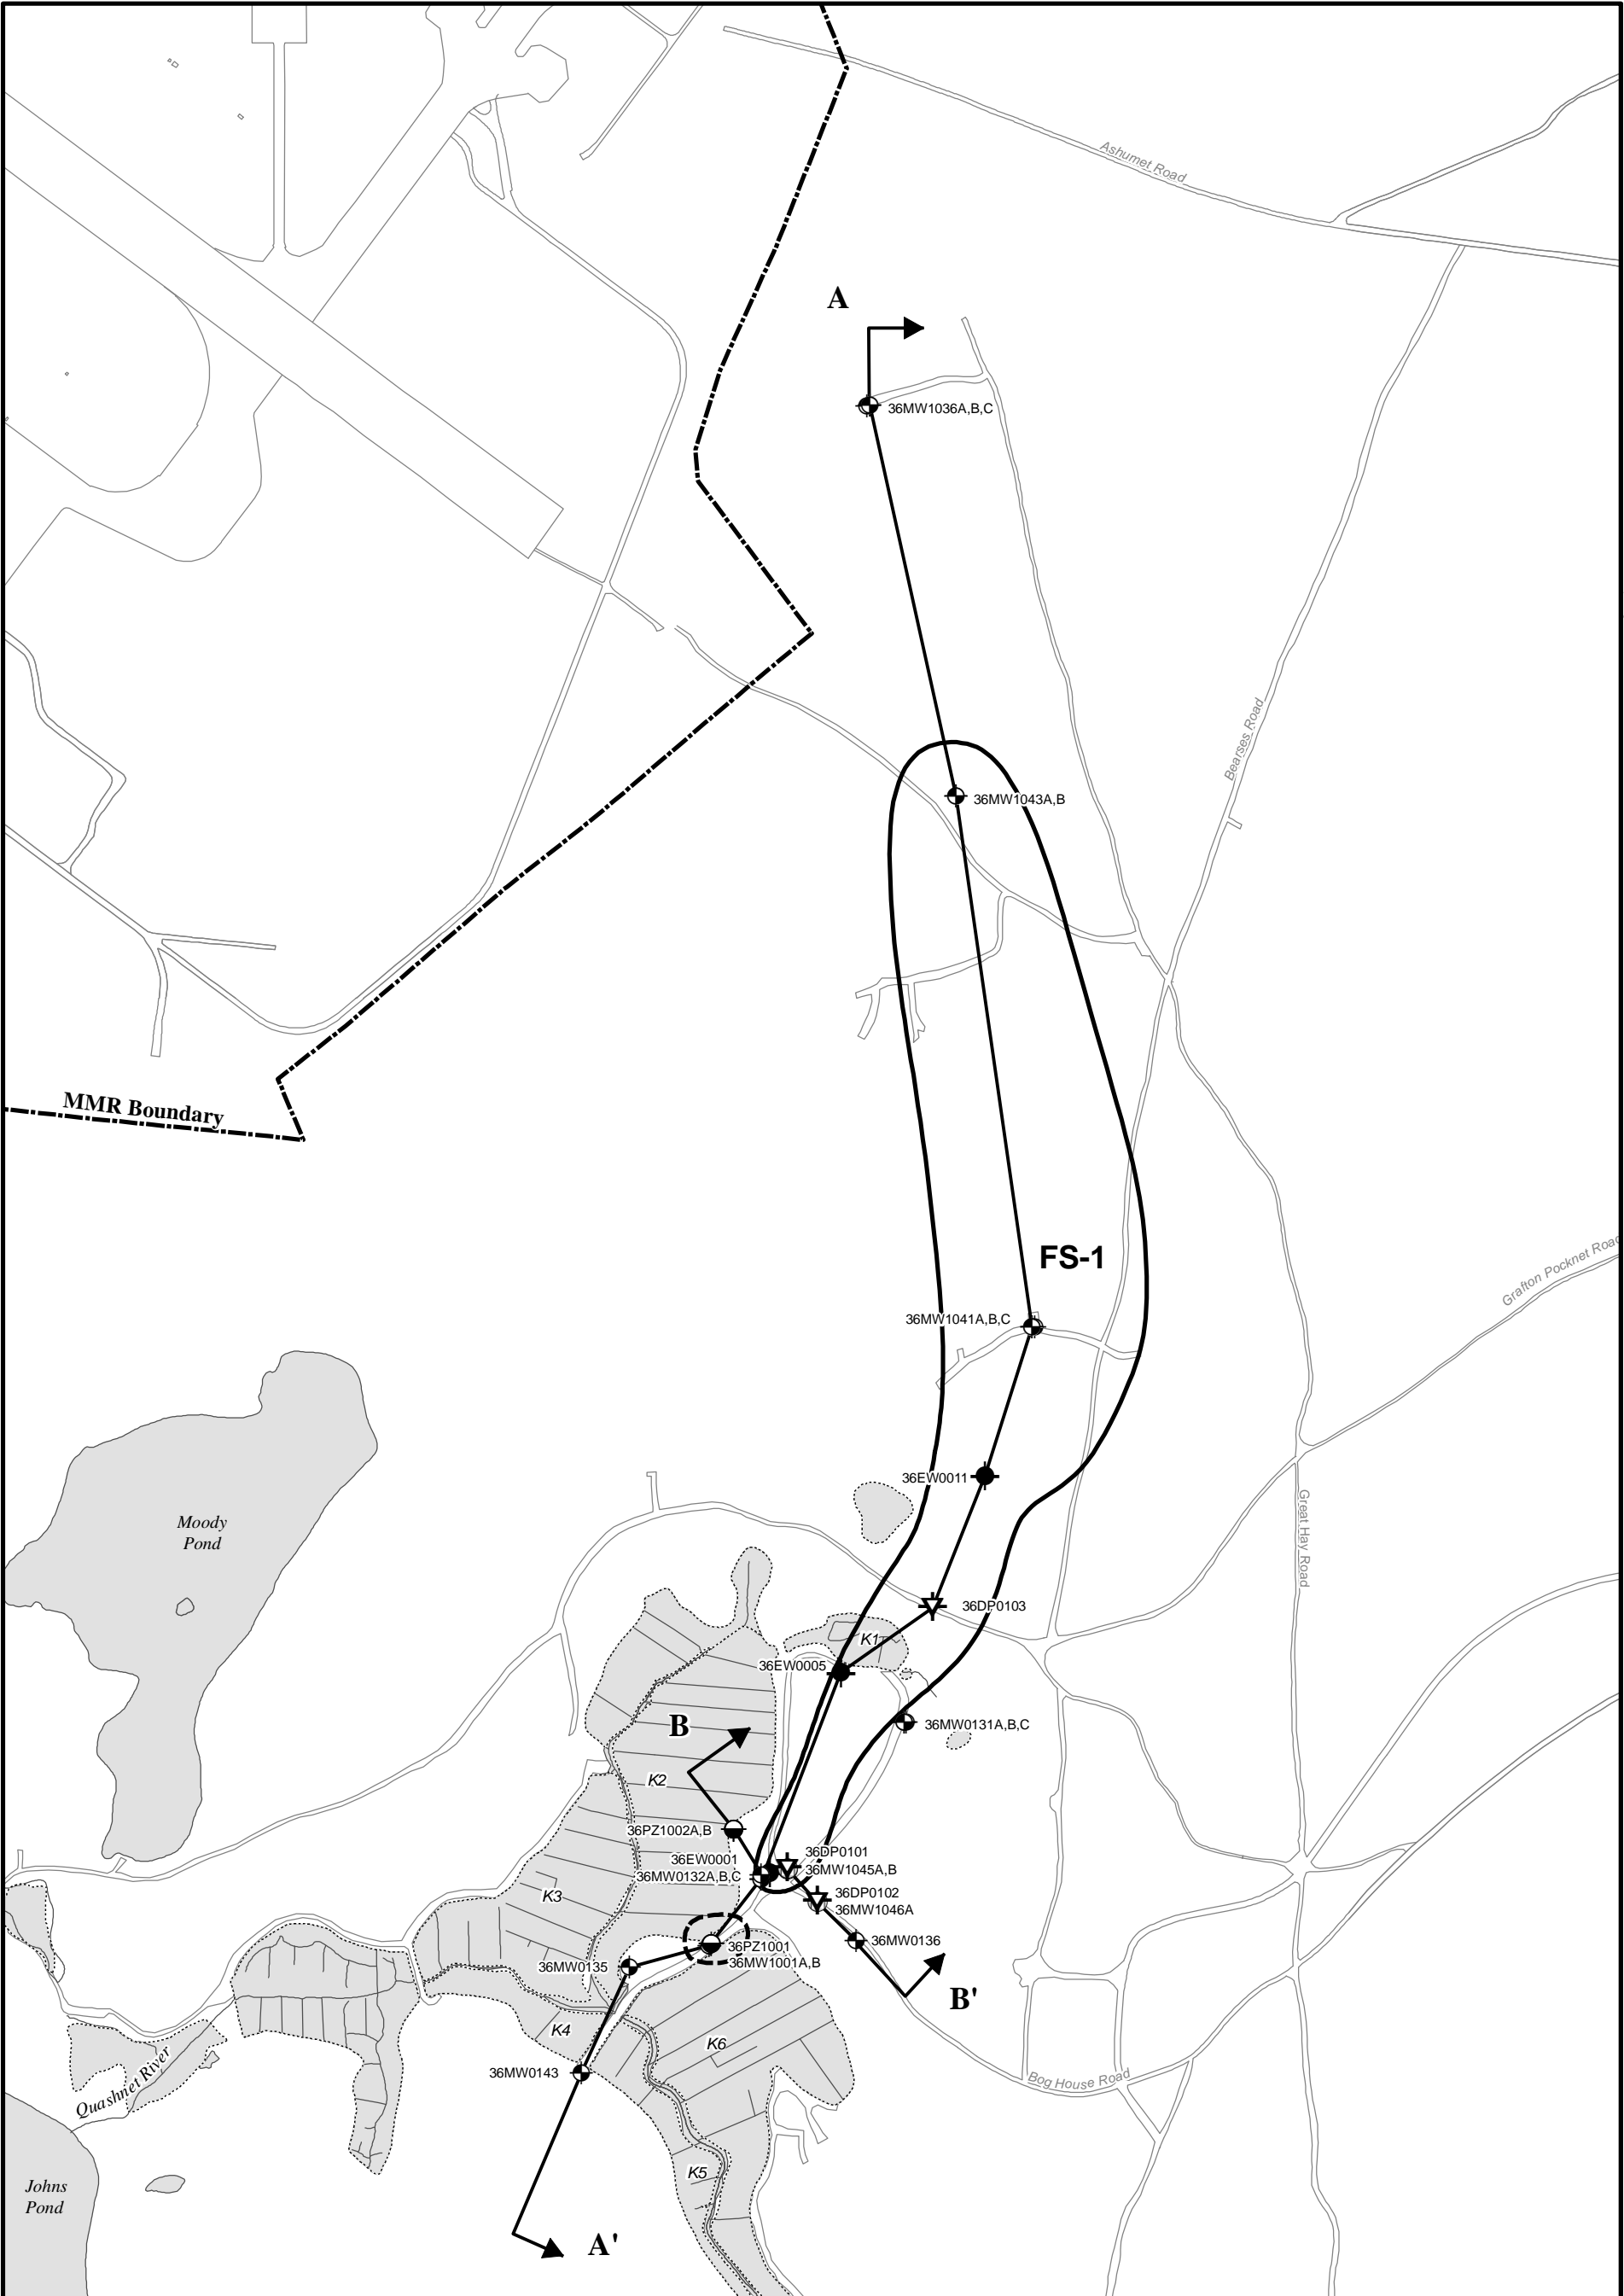 Ashumet Road
A
36MW1036A,B,C
Bearses Road
36MW1043A,B
MMR Boundary
FS-1
Grafton Pocknet Road
36MW1041A,B,C
36EW0011
Great Hay Road
Moody
Pond
36DP0103
K1
36EW0005
36MW0131A,B,C
B
K2
36PZ1002A,B
36DP0101
36EW0001
36MW1045A,B
36MW0132A,B,C
36DP0102
K3
36MW1046A
36MW0136
36PZ1001
36MW1001A,B
36MW0135
B'
K4
K6
36MW0143
Bog House Road
Quashnet River
K5
Johns
Pond
A'